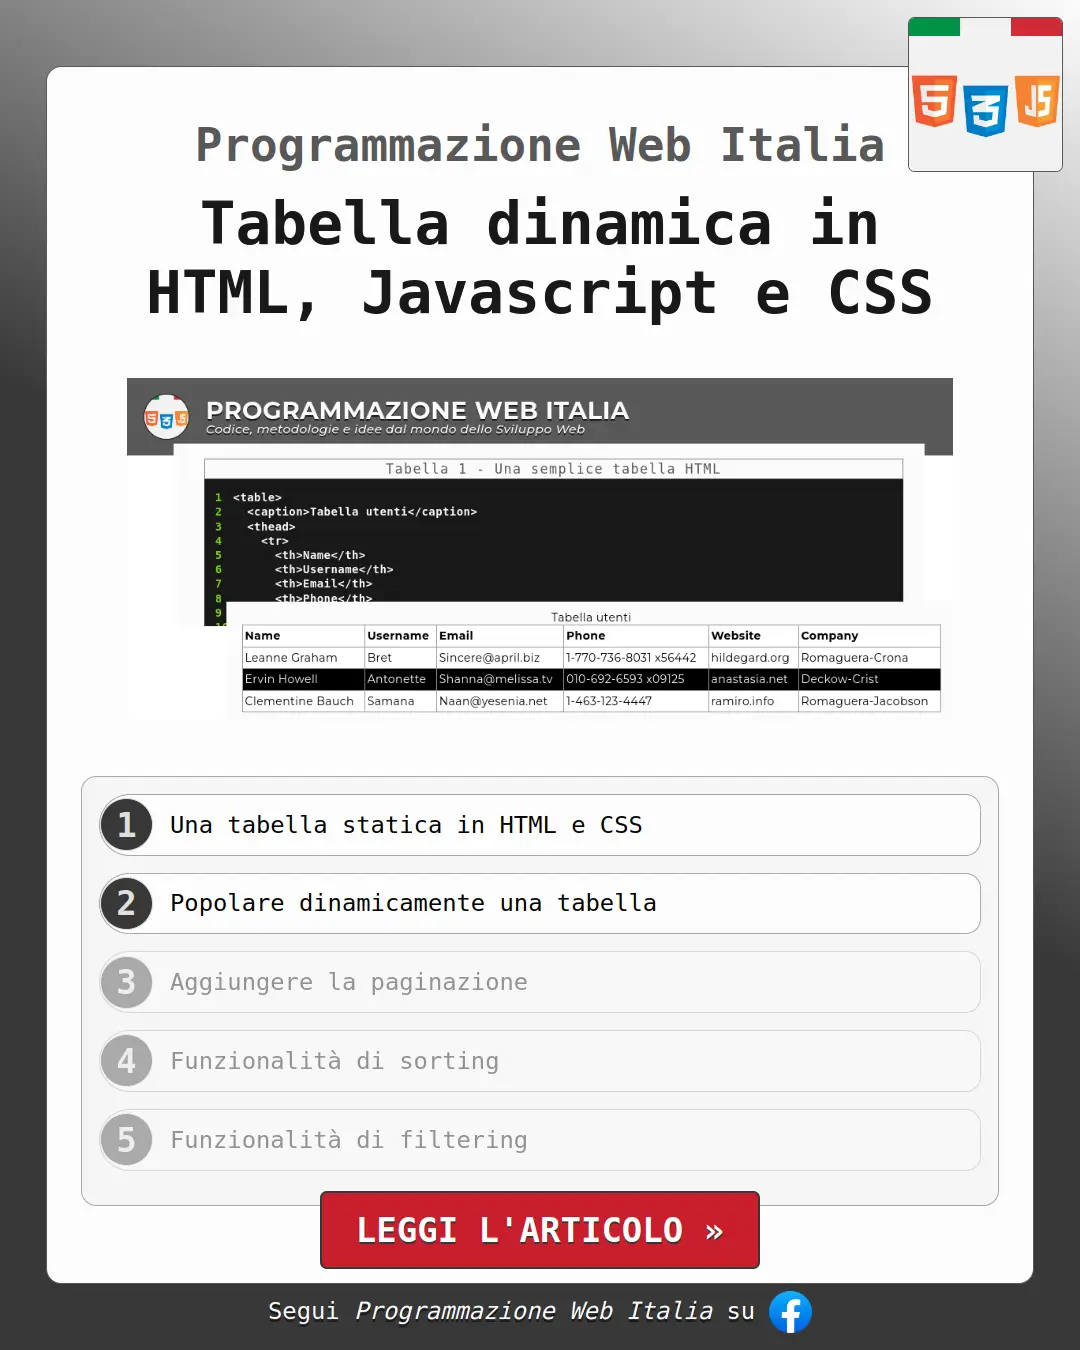 Programmazione Web Italia
Tabella dinamica in
HTML, Javascript e CSS
PROGRAMMAZIONE WEB ITALIA
Codice, metodologie e idee dal mondo dello Sviluppo Web
Tabella 1 - Una semplice tabella HTML
1 <table>
2 <caption>Tabella utenti</caption>
3 <thead>
4 <tr>
5 <th>Name</th>
6 <th>Username</th>
7 <th>Email</th>
8 <th>Phone</th>
9
Tabella utenti
Name Username Email Phone Website Company
Leanne Graham Bret Sincere@april.biz 1-770-736-8031 x56442 hildegard.org Romaguera-Crona
Ervin Howell Antonette Shanna@melissa.tv 010-692-6593 x09125 anastasia.net Deckow-Crist
Clementine Bauch Samana Naan@yesenia.net 1-463-123-4447 ramiro.info Romaguera-Jacobson
1 Una tabella statica in HTML e CSS
2 Popolare dinamicamente una tabella
3 Aggiungere la paginazione
4 Funzionalità di sorting
5 Funzionalità di filtering
LEGGI L'ARTICOLO »
Segui Programmazione Web Italia su